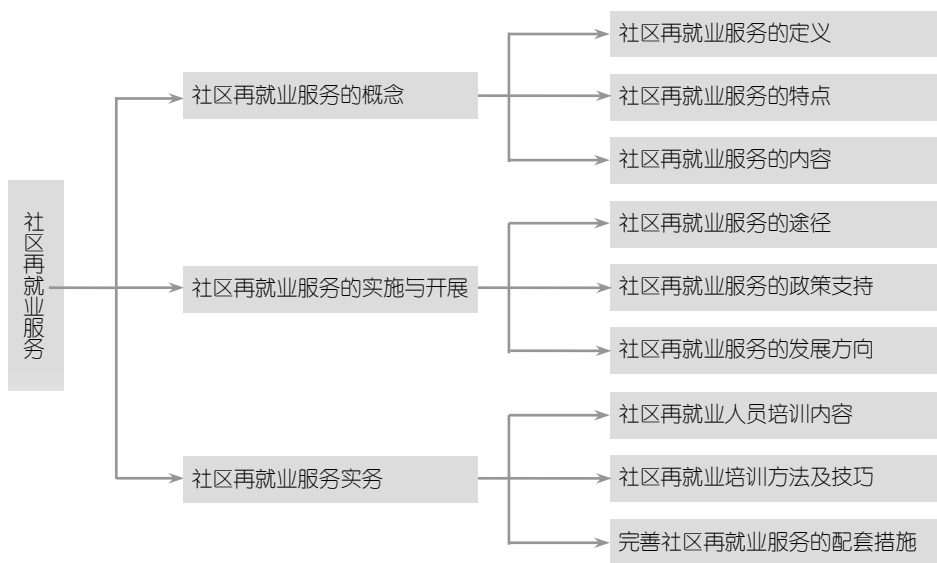 社区再就业服务
社区再就业服务的概念
社区再就业服务的定义
社区再就业服务的特点
社区再就业服务的内容
社区再就业服务的实施与开展
社区再就业服务的途径
社区再就业服务的政策支持
社区再就业服务的发展方向
社区再就业服务实务
社区再就业人员培训内容
社区再就业培训方法及技巧
完善社区再就业服务的配套措施